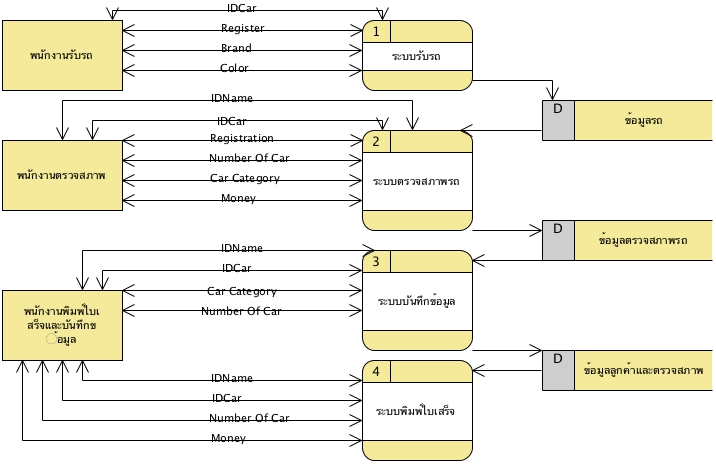 IDCar
Register
Brand
Color
พนักงานรับรถ
1
ระบบรับรถ
D
ข้อมูลรถ
IDName
IDCar
Registration
Number Of Car
Car Category
Money
พนักงานตรวจสภาพ
2
ระบบตรวจสภาพรถ
D
ข้อมูลตรวจสภาพรถ
IDName
IDCar
Car Category
Number Of Car
พนักงานพิมพ์ใบเ
สร็จและบันทึกข
้อมูล
3
ระบบบันทึกข้อมูล
D
ข้อมูลลูกค้าและตรวจสภาพ
IDName
IDCar
Number Of Car
Money
4
ระบบพิมพ์ใบเสร็จ